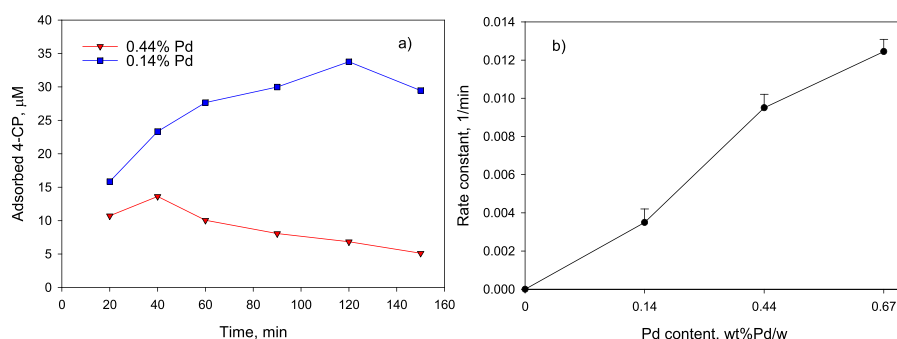 a)
0.44% Pd
0.14% Pd
Adsorbed 4-CP, μM
40
35
30
25
20
15
10
5
0
0 20 40 60 80 100 120 140 160
Time, min
b)
Rate constant, 1/min
0.014
0.012
0.010
0.008
0.006
0.004
0.002
0.000
0 0.14 0.44 0.67
Pd content, wt%Pd/w